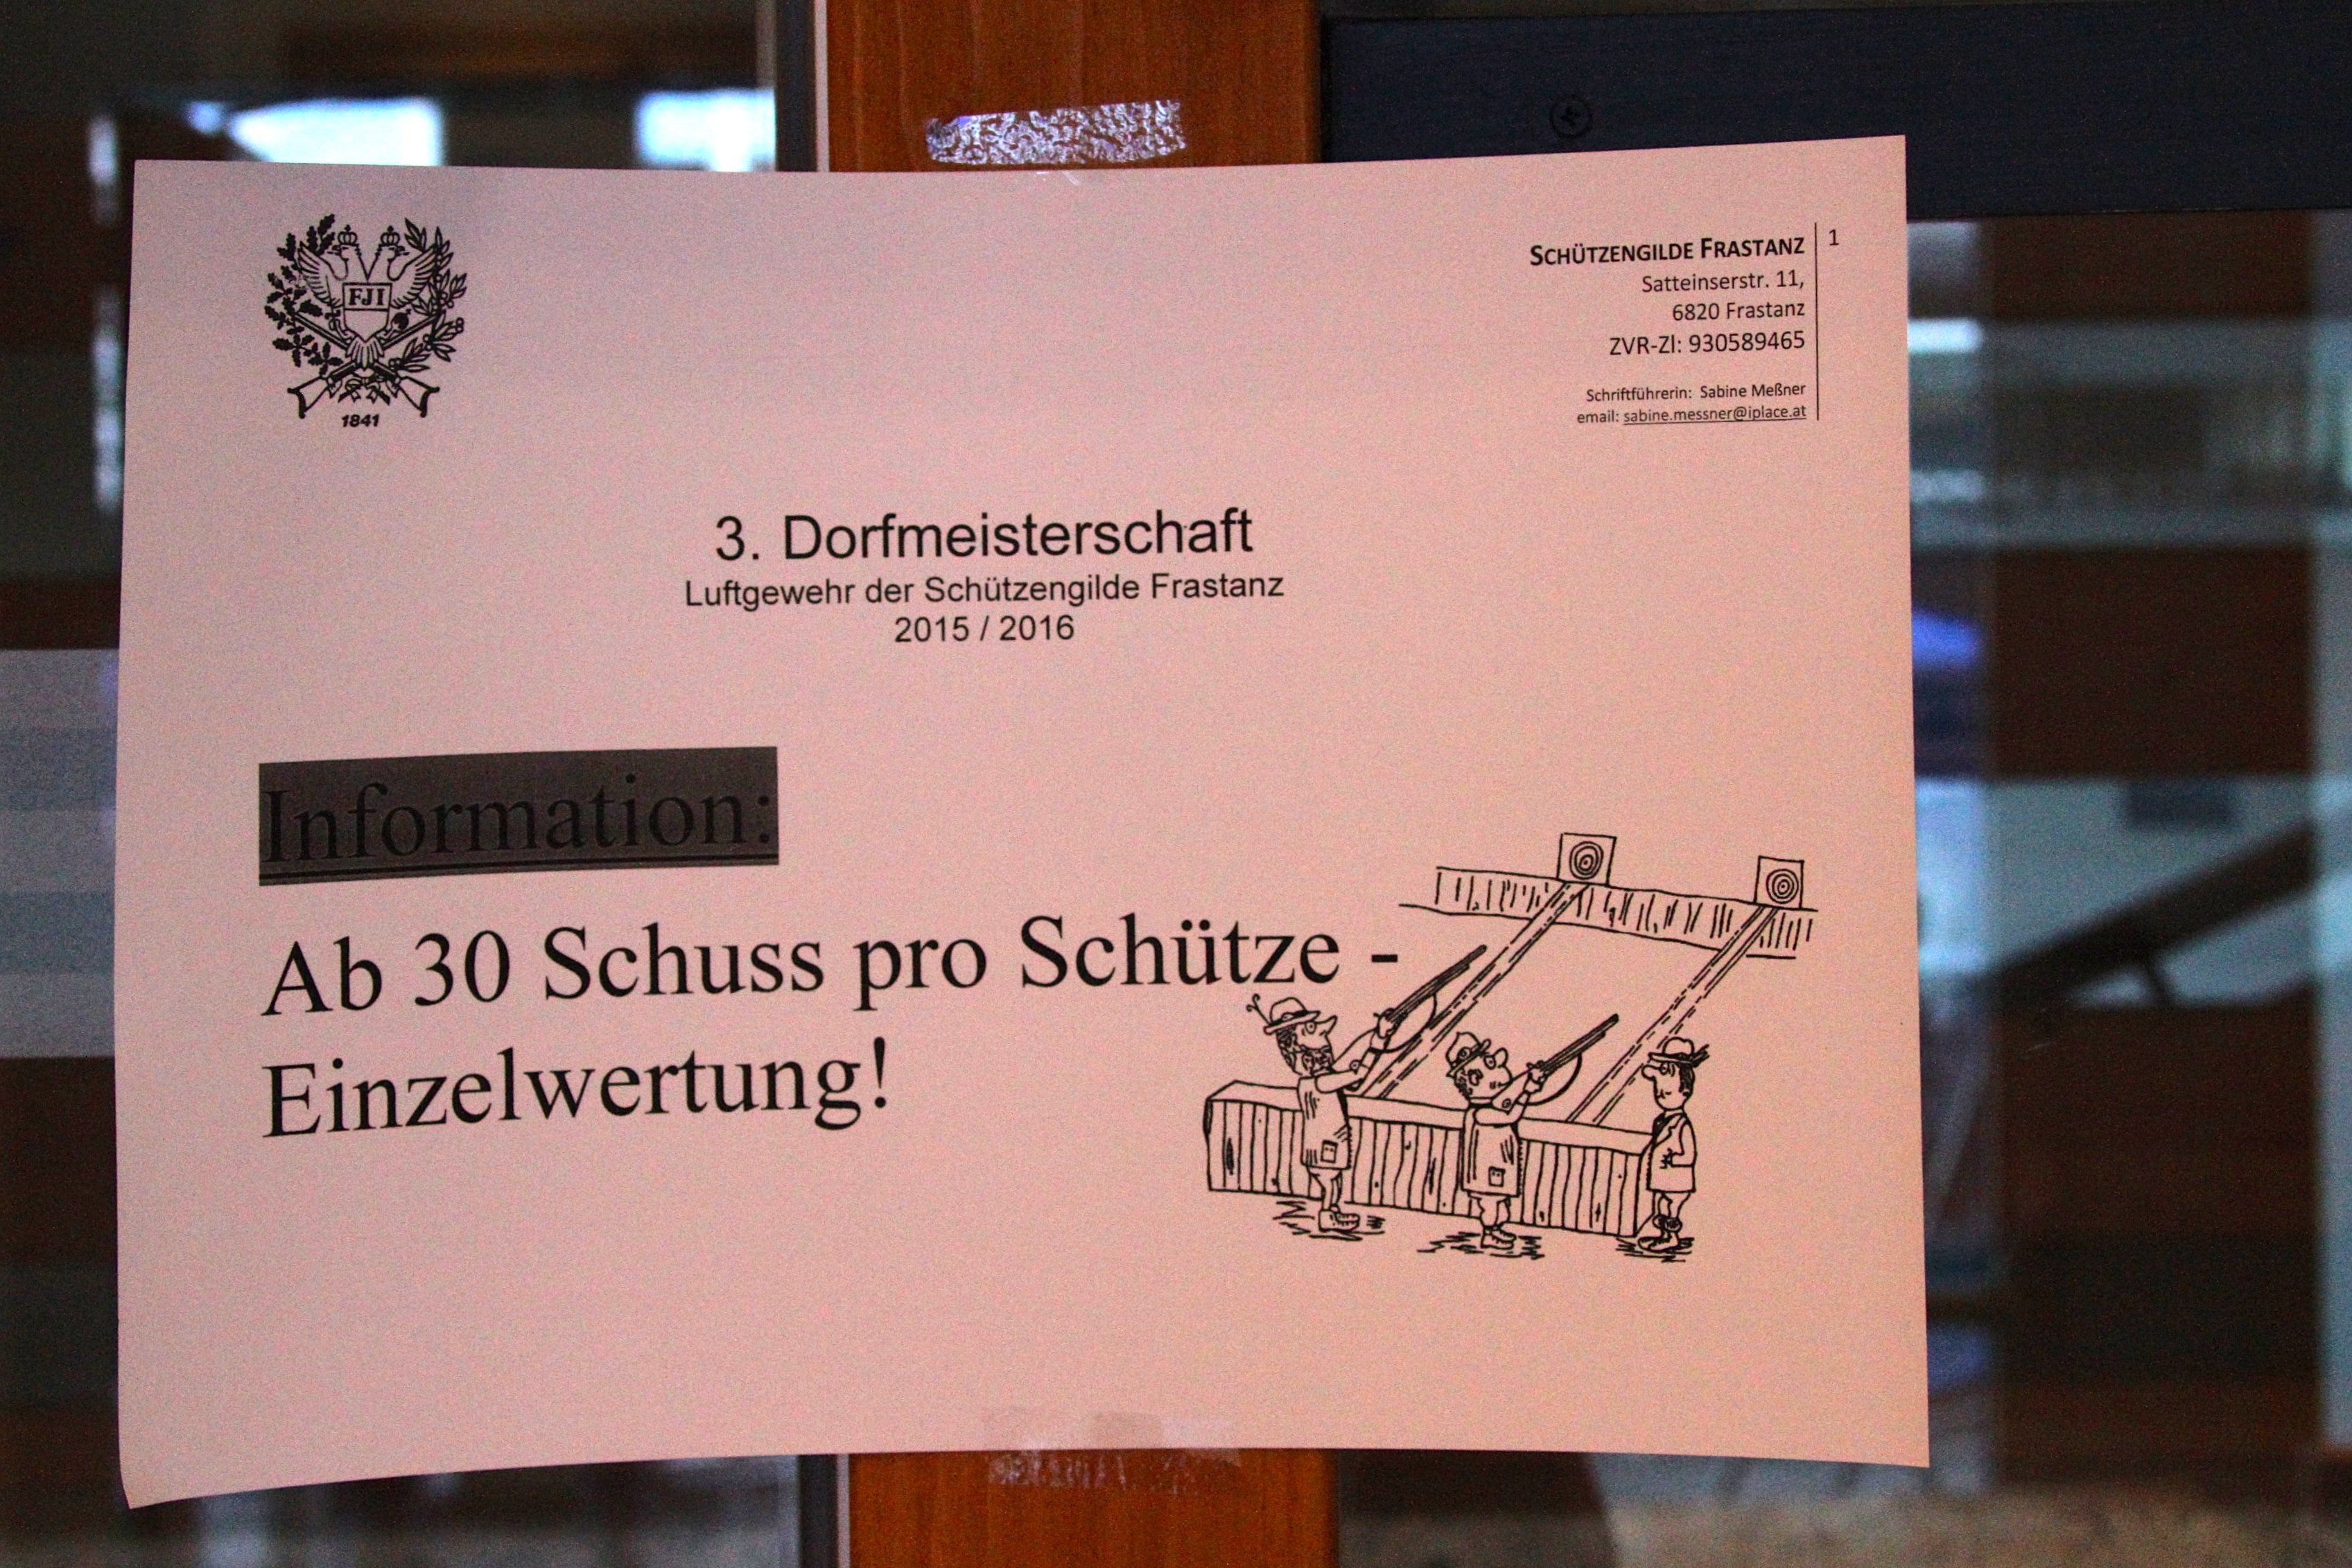 FJI
1841
SCHÜTZENGILDE FRASTANZ
1
Satteinserstr. 11,
6820 Frastanz
ZVR-Zl: 930589465
Schriftführerin: Sabine Meßner
email: sabine.messner@iplace.at
3. Dorfmeisterschaft
Luftgewehr der Schützengilde Frastanz
2015 / 2016
Information:
Ab 30 Schuss pro Schütze -
Einzelwertung!